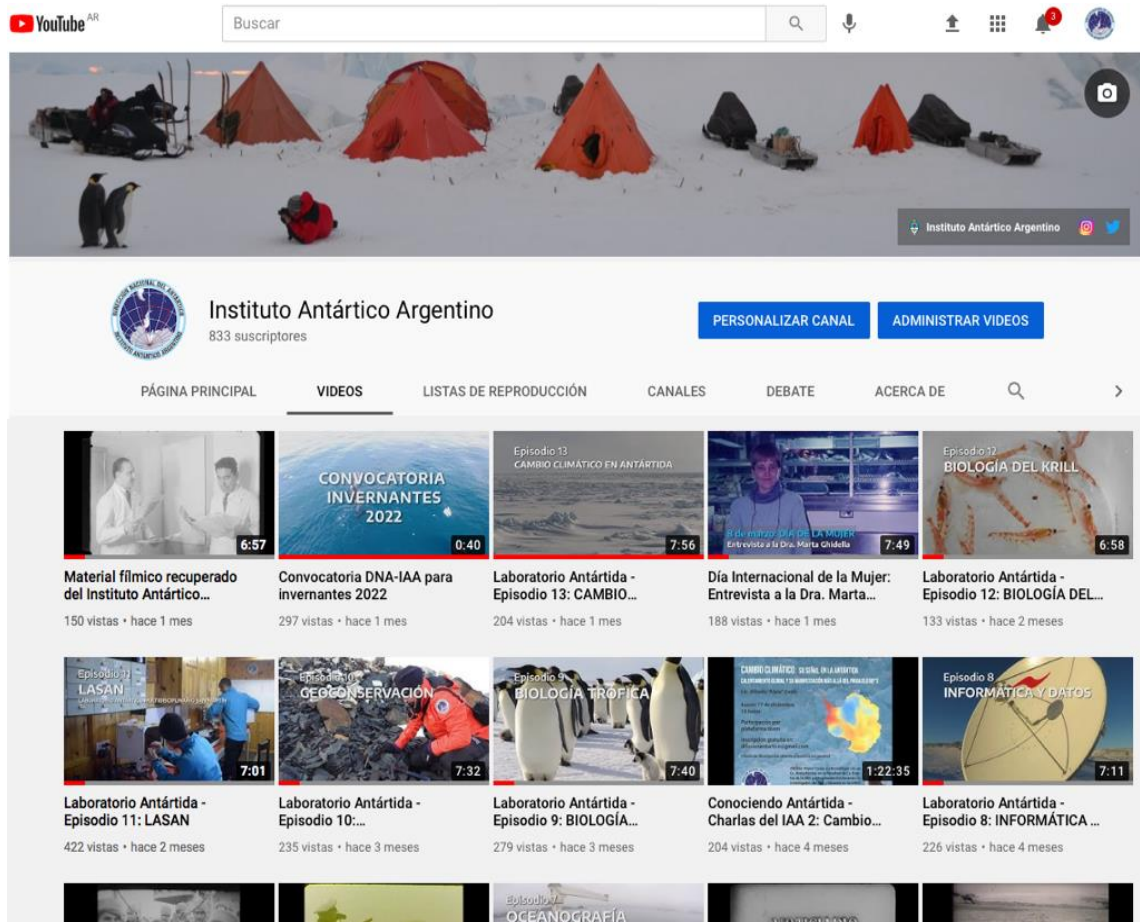 YouTube AR
Buscar
3
Instituto Antártico Argentino
Instituto Antártico Argentino
833 suscriptores
PERSONALIZAR CANAL
ADMINISTRAR VIDEOS
PÁGINA PRINCIPAL
VIDEOS
LISTAS DE REPRODUCCIÓN
CANALES
DEBATE
ACERCA DE
6:57
Material fílmico recuperado
del Instituto Antártico...
150 vistas • hace 1 mes
CONVOCATORIA
INVERNANTES
2022
0:40
Convocatoria DNA-IAA para
invernantes 2022
297 vistas • hace 1 mes
Episodio 13
CAMBIO CLIMÁTICO EN ANTÁRTIDA
7:56
Laboratorio Antártida -
Episodio 13: CAMBIO...
204 vistas • hace 1 mes
8 de marzo: DÍA DE LA MUJER
Entrevista a la Dra. Marta Ghidella
7:49
Día Internacional de la Mujer:
Entrevista a la Dra. Marta...
188 vistas • hace 1 mes
Episodio 12
BIOLOGÍA DEL KRILL
6:58
Laboratorio Antártida -
Episodio 12: BIOLOGÍA DEL...
133 vistas • hace 2 meses
Episodio 11
LASAN
7:01
Laboratorio Antártida -
Episodio 11: LASAN
422 vistas • hace 2 meses
Episodio 10
GEOCONSERVACIÓN
7:32
Laboratorio Antártida -
Episodio 10:...
235 vistas • hace 3 meses
Episodio 9
BIOLOGÍA TRÓFICA
7:40
Laboratorio Antártida -
Episodio 9: BIOLOGÍA...
279 vistas • hace 3 meses
CAMBIO CLIMÁTICO
1:22:35
Conociendo Antártida -
Charlas del IAA 2: Cambio...
204 vistas • hace 4 meses
Episodio 8
INFORMÁTICA Y DATOS
7:11
Laboratorio Antártida -
Episodio 8: INFORMÁTICA ...
226 vistas • hace 4 meses
Episodio 7
OCEANOGRAFÍA